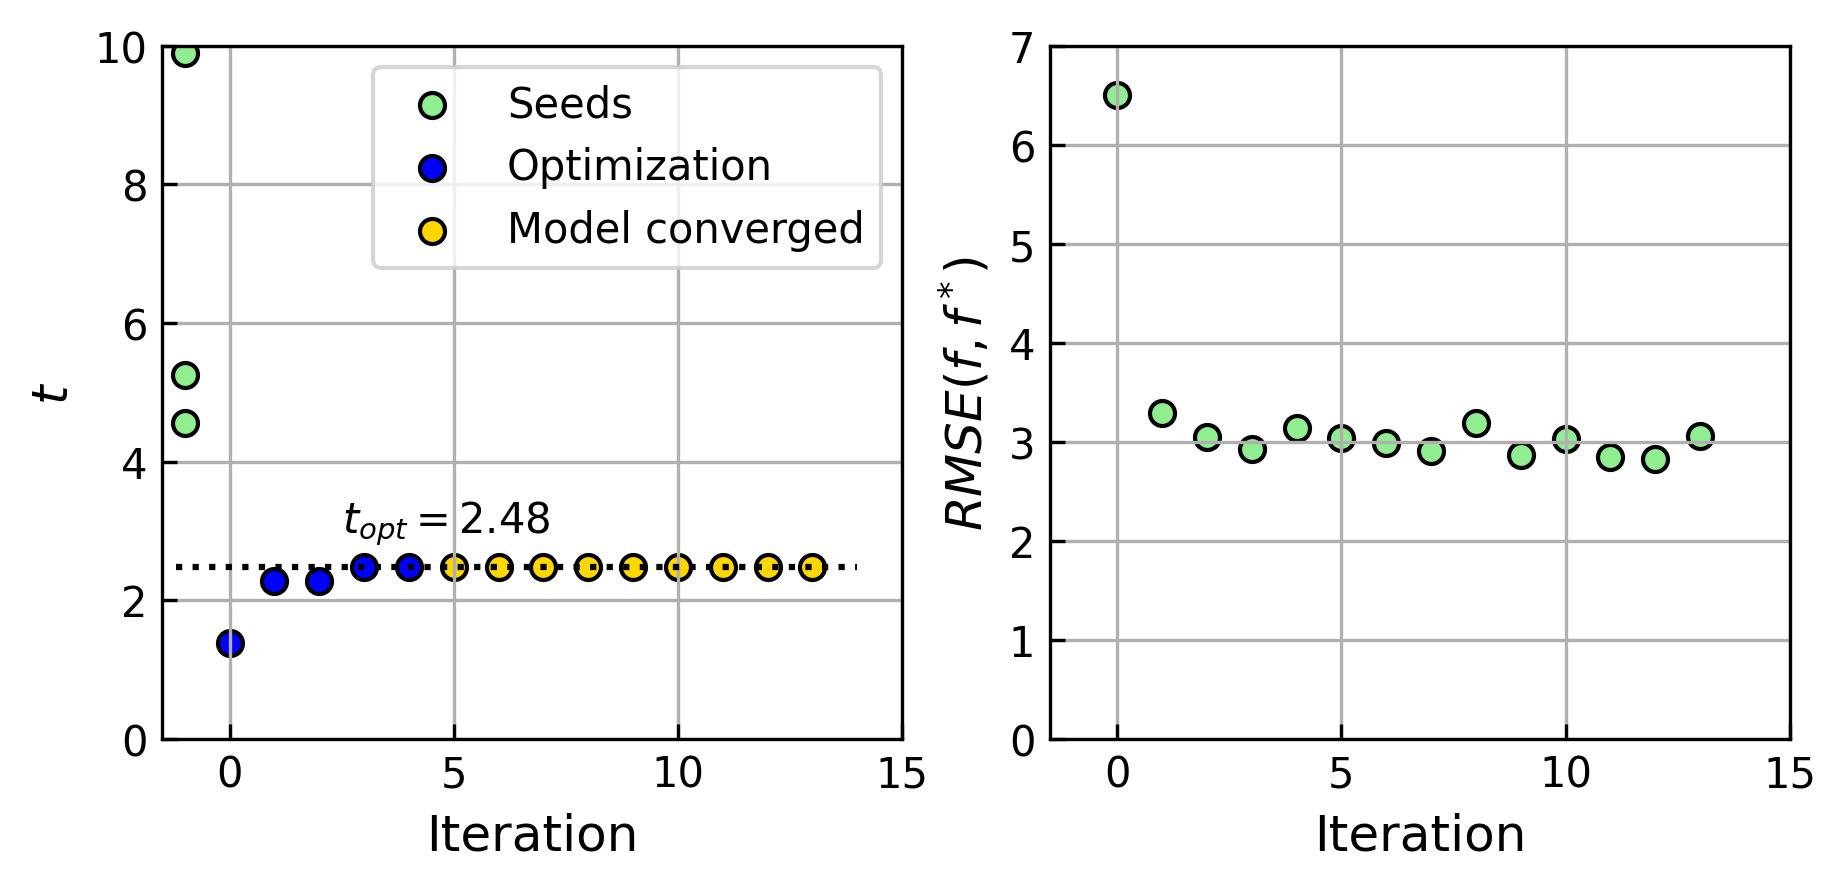 10
8
6
4
2
0
t
Seeds
Optimization
Model converged
t_opt = 2.48
0 5 10 15
Iteration
7
6
5
4
3
2
1
0
RMSE(f, f*)
0 5 10 15
Iteration